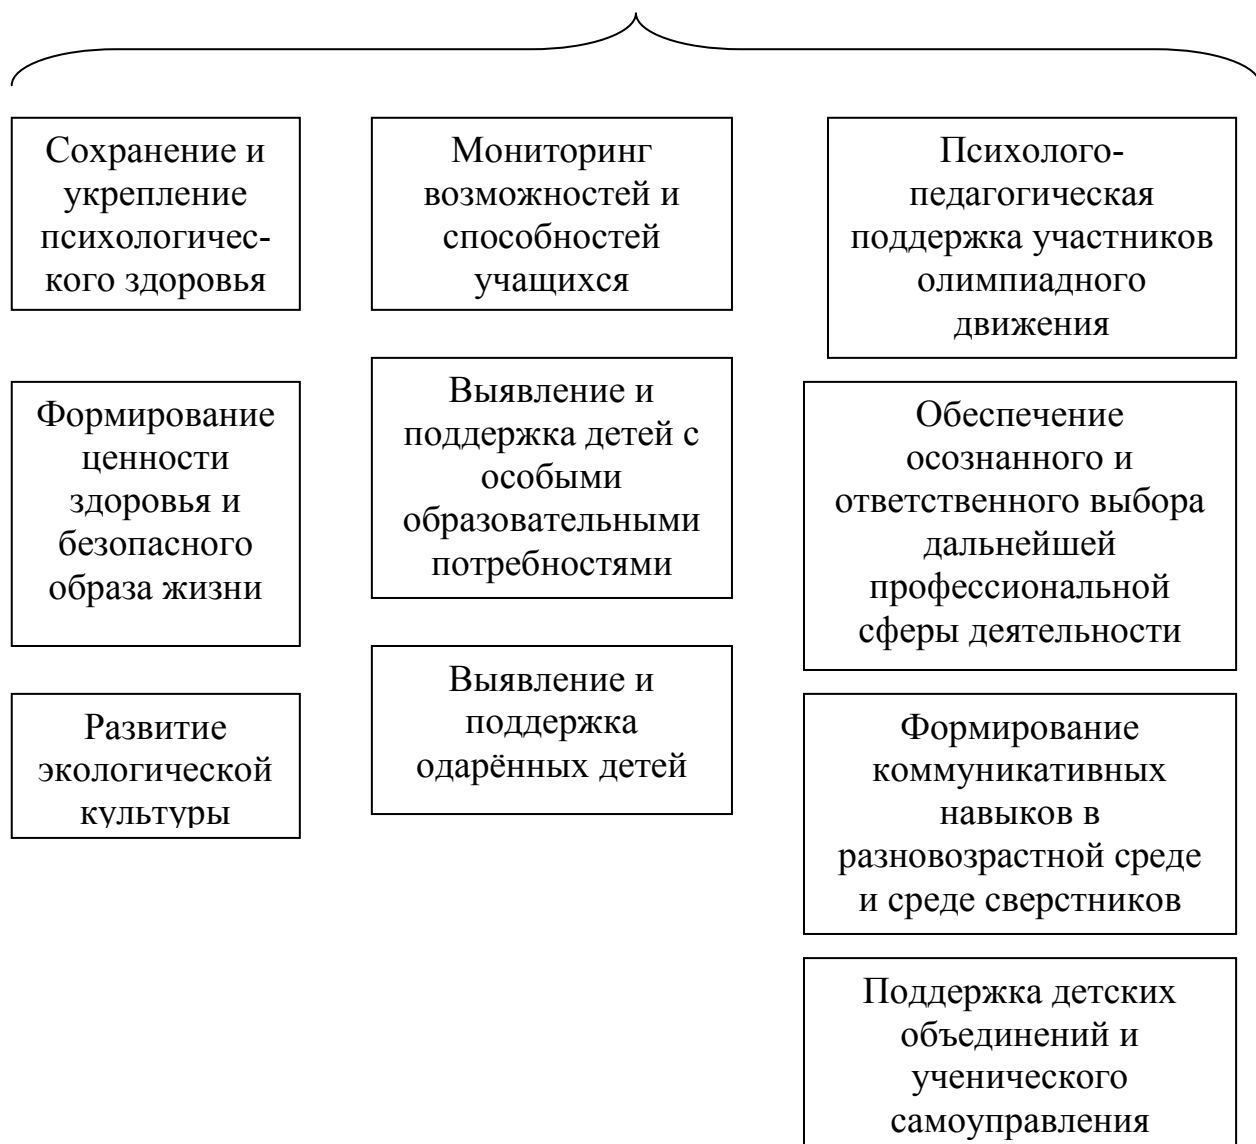 Сохранение и
укрепление
психологичес-
кого здоровья
Формирование
ценности
здоровья и
безопасного
образа жизни
Развитие
экологической
культуры
Мониторинг
возможностей и
способностей
учащихся
Выявление и
поддержка детей с
особыми
образовательными
потребностями
Выявление и
поддержка
одарённых детей
Психолого-
педагогическая
поддержка участников
олимпиадного
движения
Обеспечение
осознанного и
ответственного выбора
дальнейшей
профессиональной
сферы деятельности
Формирование
коммуникативных
навыков в
разновозрастной среде
и среде сверстников
Поддержка детских
объединений и
ученического
самоуправления